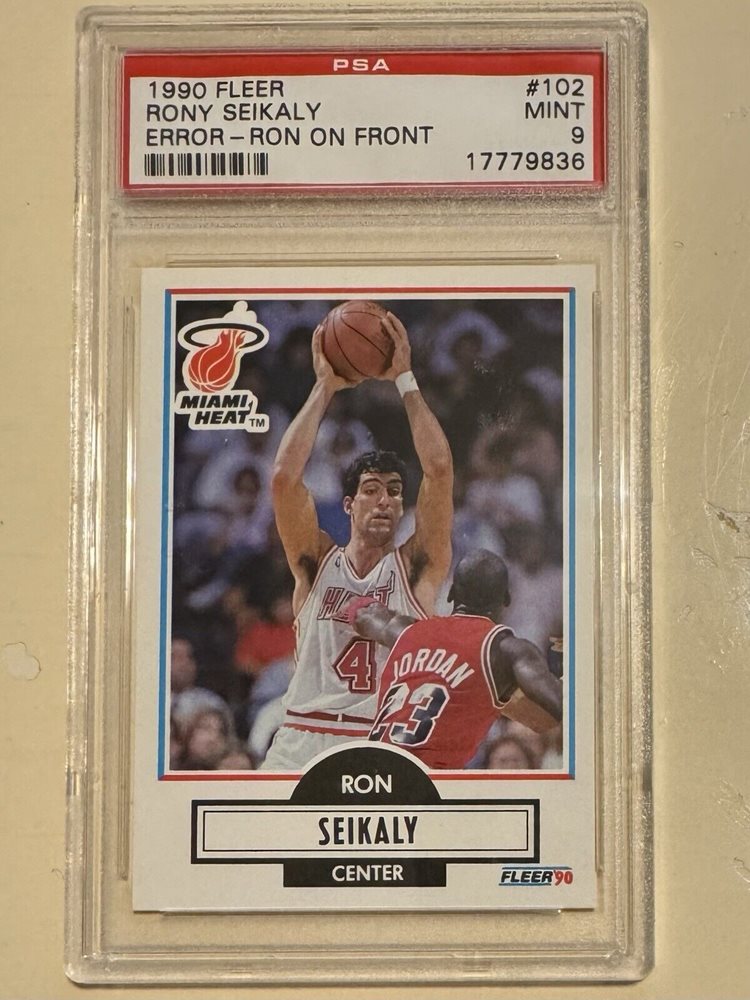 PSA
1990 FLEER #102
RONY SEIKALY MINT
ERROR - RON ON FRONT 9
17779836
MIAMI
HEAT TM
HEAT
4
JORDAN
23
RON
SEIKALY
CENTER
FLEER '90